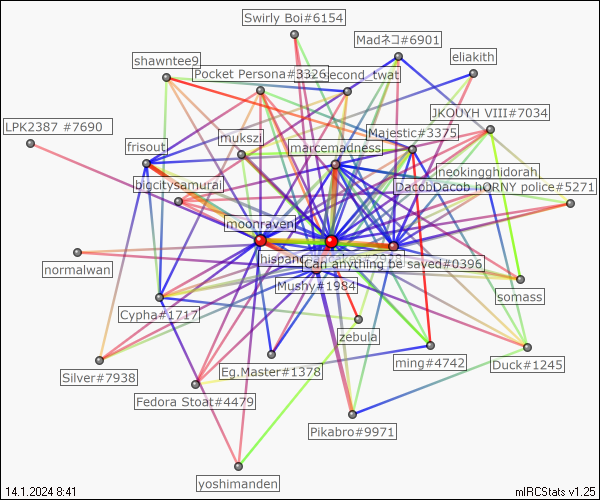 Swirly Boi#6154
Madネコ#6901
shawntee9
eliakith
Pocket Persona#3326
second_twat
LPK2387 #7690
JKOUYH VIII#7034
mukszi
Majestic#3375
frisout
marcemadness
bigcitysamurai
heokingghidorah
DacobDacob hORNY police#5271
moonraven
hispanc
Can anything be saved#0396
normalwan
Mushy#1984
somass
Cypha#1717
zebula
Silver#7938
Eg.Master#1378
ming#4742
Duck#1245
Fedora Stoat#4479
Pikabro#9971
yoshimanden
14.1.2024 8:41
mIRCStats v1.25